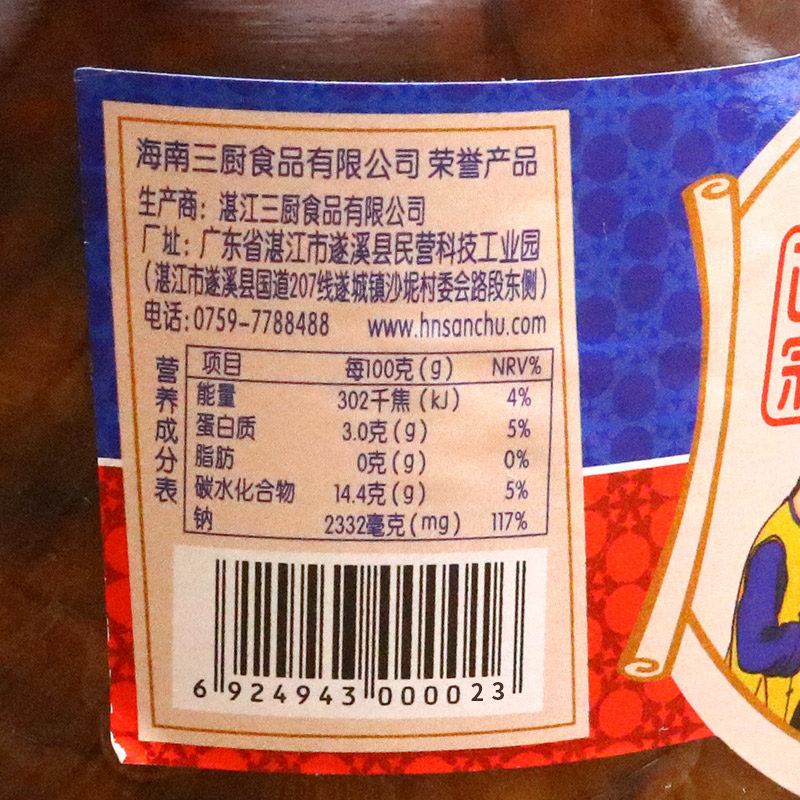 海南三厨食品有限公司 荣誉产品
生产商：湛江三厨食品有限公司
厂址：广东省湛江市遂溪县民营科技工业园
（湛江市遂溪县国道207线遂城镇沙坭村委会路段东侧）
电话：0759-7788488 www.hnsanchu.com
营养成分表
项目 每100克(g) NRV%
能量 302千焦(kJ) 4%
蛋白质 3.0克(g) 5%
脂肪 0克(g) 0%
碳水化合物 14.4克(g) 5%
钠 2332毫克(mg) 117%
6 924943 000023